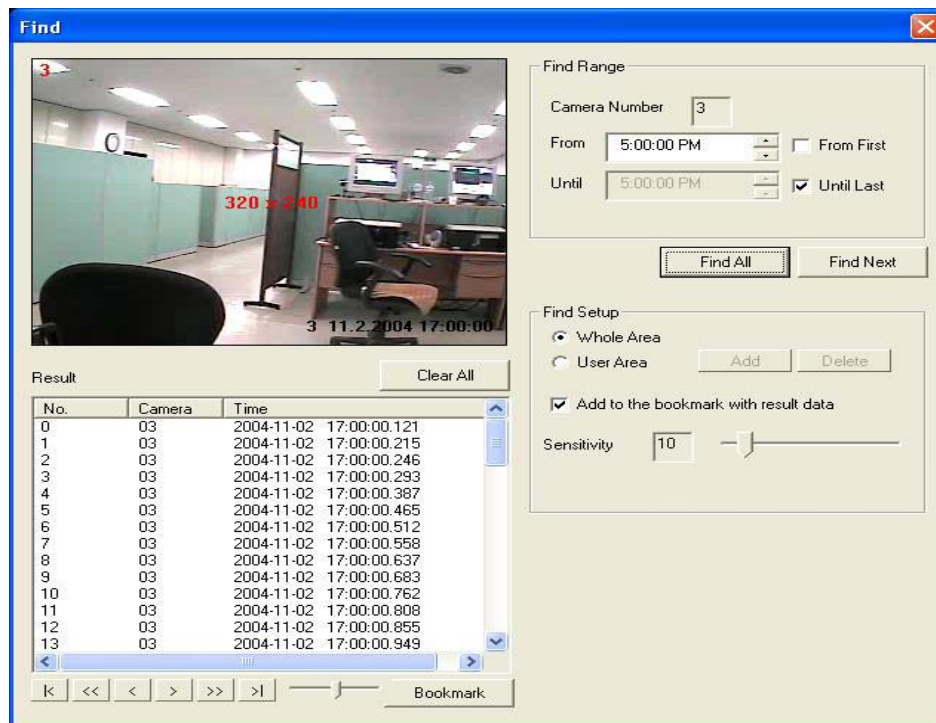 Find
3
320 × 240
3 11.2.2004 17:00:00
Find Range
Camera Number 3
From 5:00:00 PM From First
Until 5:00:00 PM Until Last
Find All Find Next
Find Setup
Whole Area
User Area Add Delete
Add to the bookmark with result data
Sensitivity 10
Result Clear All
No. Camera Time
0 03 2004-11-02 17:00:00.121
1 03 2004-11-02 17:00:00.215
2 03 2004-11-02 17:00:00.246
3 03 2004-11-02 17:00:00.293
4 03 2004-11-02 17:00:00.387
5 03 2004-11-02 17:00:00.465
6 03 2004-11-02 17:00:00.512
7 03 2004-11-02 17:00:00.558
8 03 2004-11-02 17:00:00.637
9 03 2004-11-02 17:00:00.683
10 03 2004-11-02 17:00:00.762
11 03 2004-11-02 17:00:00.808
12 03 2004-11-02 17:00:00.855
13 03 2004-11-02 17:00:00.949
|< << < > >> >| Bookmark